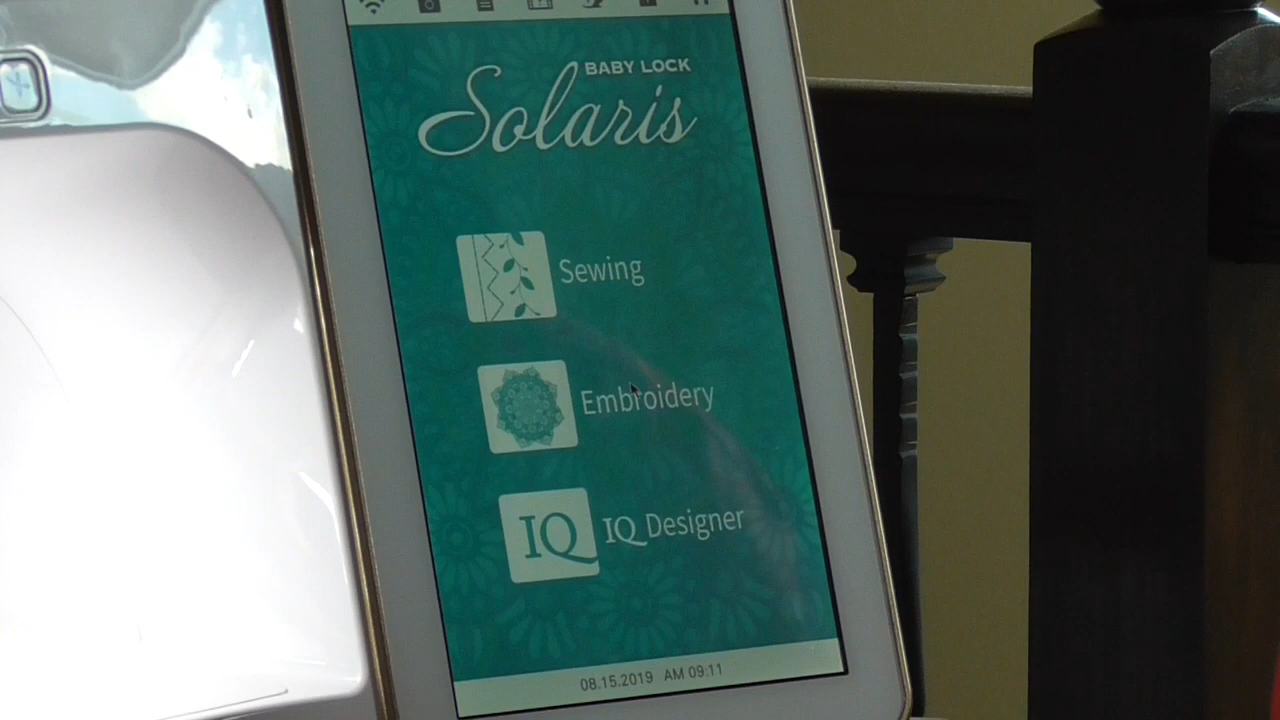 BABY LOCK
Solaris
Sewing
Embroidery
IQ
IQ Designer
08.15.2019 AM 09:11